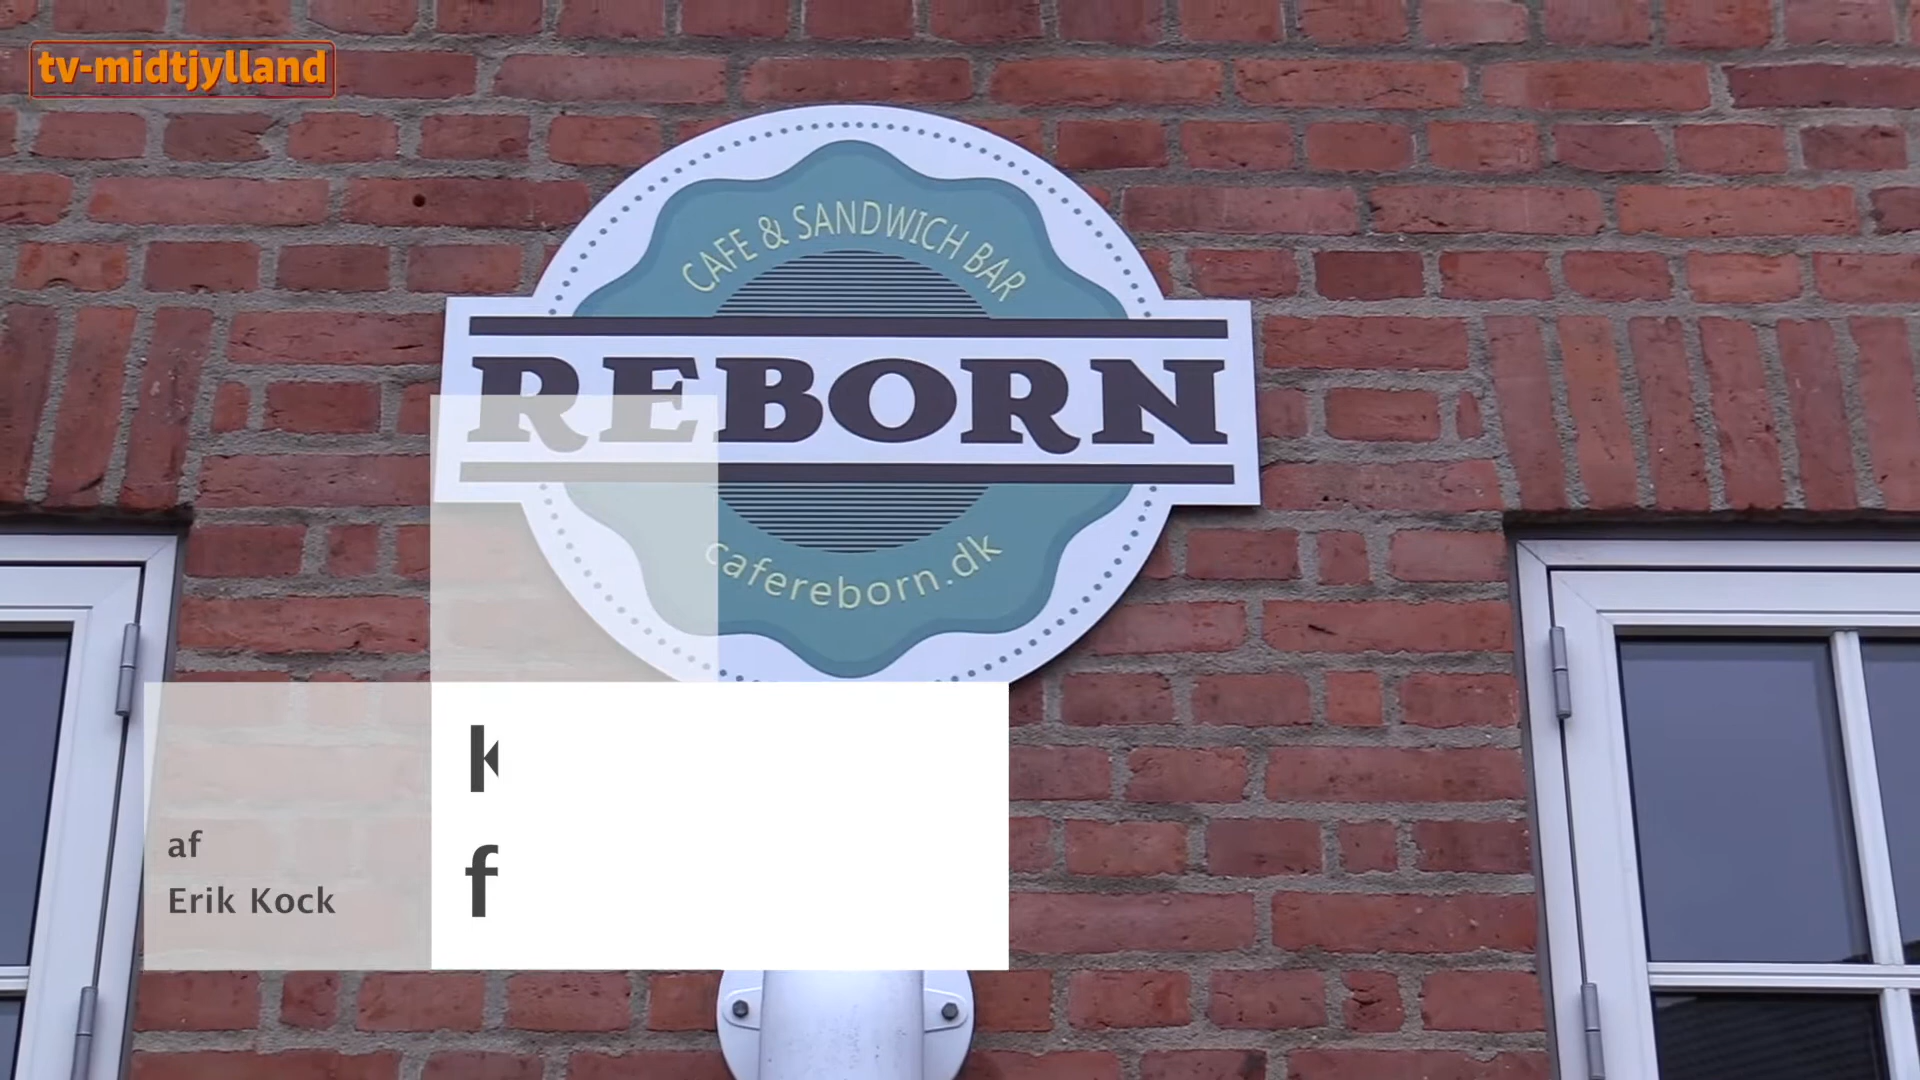 tv-midtjylland
CAFE & SANDWICH BAR
REBORN
cafereborn.dk
af
Erik Kock
k
f